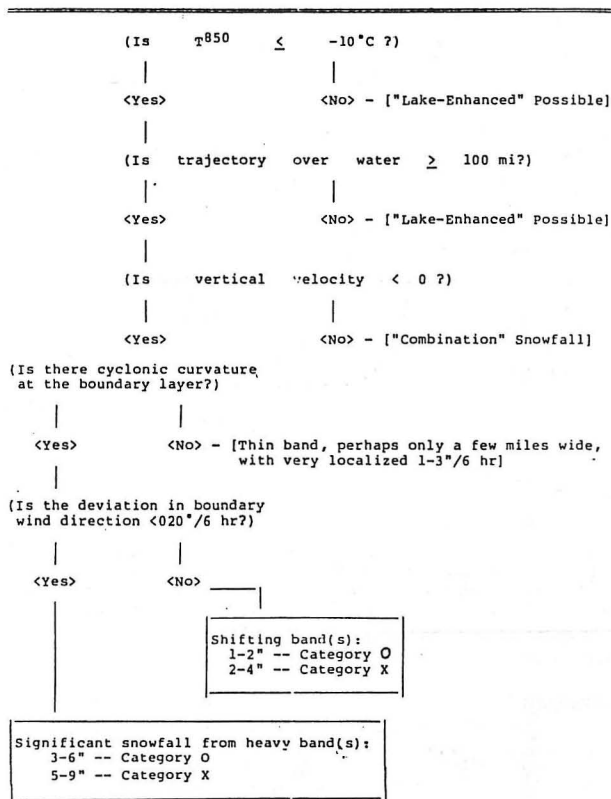 (Is T850 ≤ -10°C ?)
<Yes> <No> - ["Lake-Enhanced" Possible]
(Is trajectory over water ≥ 100 mi?)
<Yes> <No> - ["Lake-Enhanced" Possible]
(Is vertical velocity < 0 ?)
<Yes> <No> - ["Combination" Snowfall]
(Is there cyclonic curvature
at the boundary layer?)
<Yes> <No> - [Thin band, perhaps only a few miles wide,
with very localized 1-3"/6 hr]
(Is the deviation in boundary
wind direction <020°/6 hr?)
<Yes> <No>
Shifting band(s):
1-2" -- Category O
2-4" -- Category X
Significant snowfall from heavy band(s):
3-6" -- Category O
5-9" -- Category X